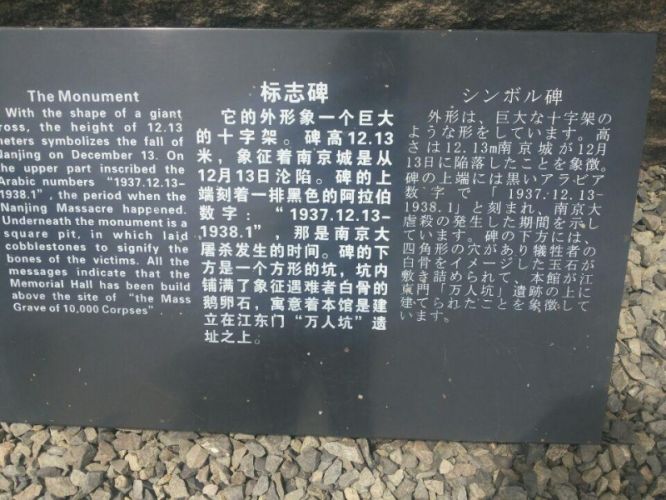 The Monument
With the shape of a giant
ross, the height of 12.13
meters symbolizes the fall of
Nanjing on December 13. On
the upper part inscribed the
Arabic numbers "1937.12.13-
1938.1", the period when the
Nanjing Massacre happened.
Underneath the monument is a
square pit, in which laid
cobblestones to signify the
bones of the victims. All the
messages indicate that the
Memorial Hall has been build
above the site of "the Mass
Grave of 10,000 Corpses"
标志碑
它的外形象一个巨大
的十字架。碑高12.13
米，象征着南京城是从
12月13日沦陷。碑的上
端刻着一排黑色的阿拉伯
数字：“1937.12.13-
1938.1”，那是南京大
屠杀发生的时间。碑的下
方是一个方形的坑，坑内
铺满了象征遇难者白骨的
鹅卵石，寓意着本馆是建
立在江东门“万人坑”遗
址之上。
シンボル碑
外形は、巨大な十字架の
ような形をしています。高
さは12.13m南京城が12月
13日に陥落したことを象徴。
碑の上端には黒いアラビア
数字で「1937.12.13-
1938.1」と刻まれ、南京大
虐殺の発生した期間を示し
ています。碑の下方には、
四角形の穴があり犠牲者の
白骨をイメージした玉石が
敷き詰められて、本館が江
東門「万人坑」遺跡の上に
建てられたことを象徴して
います。